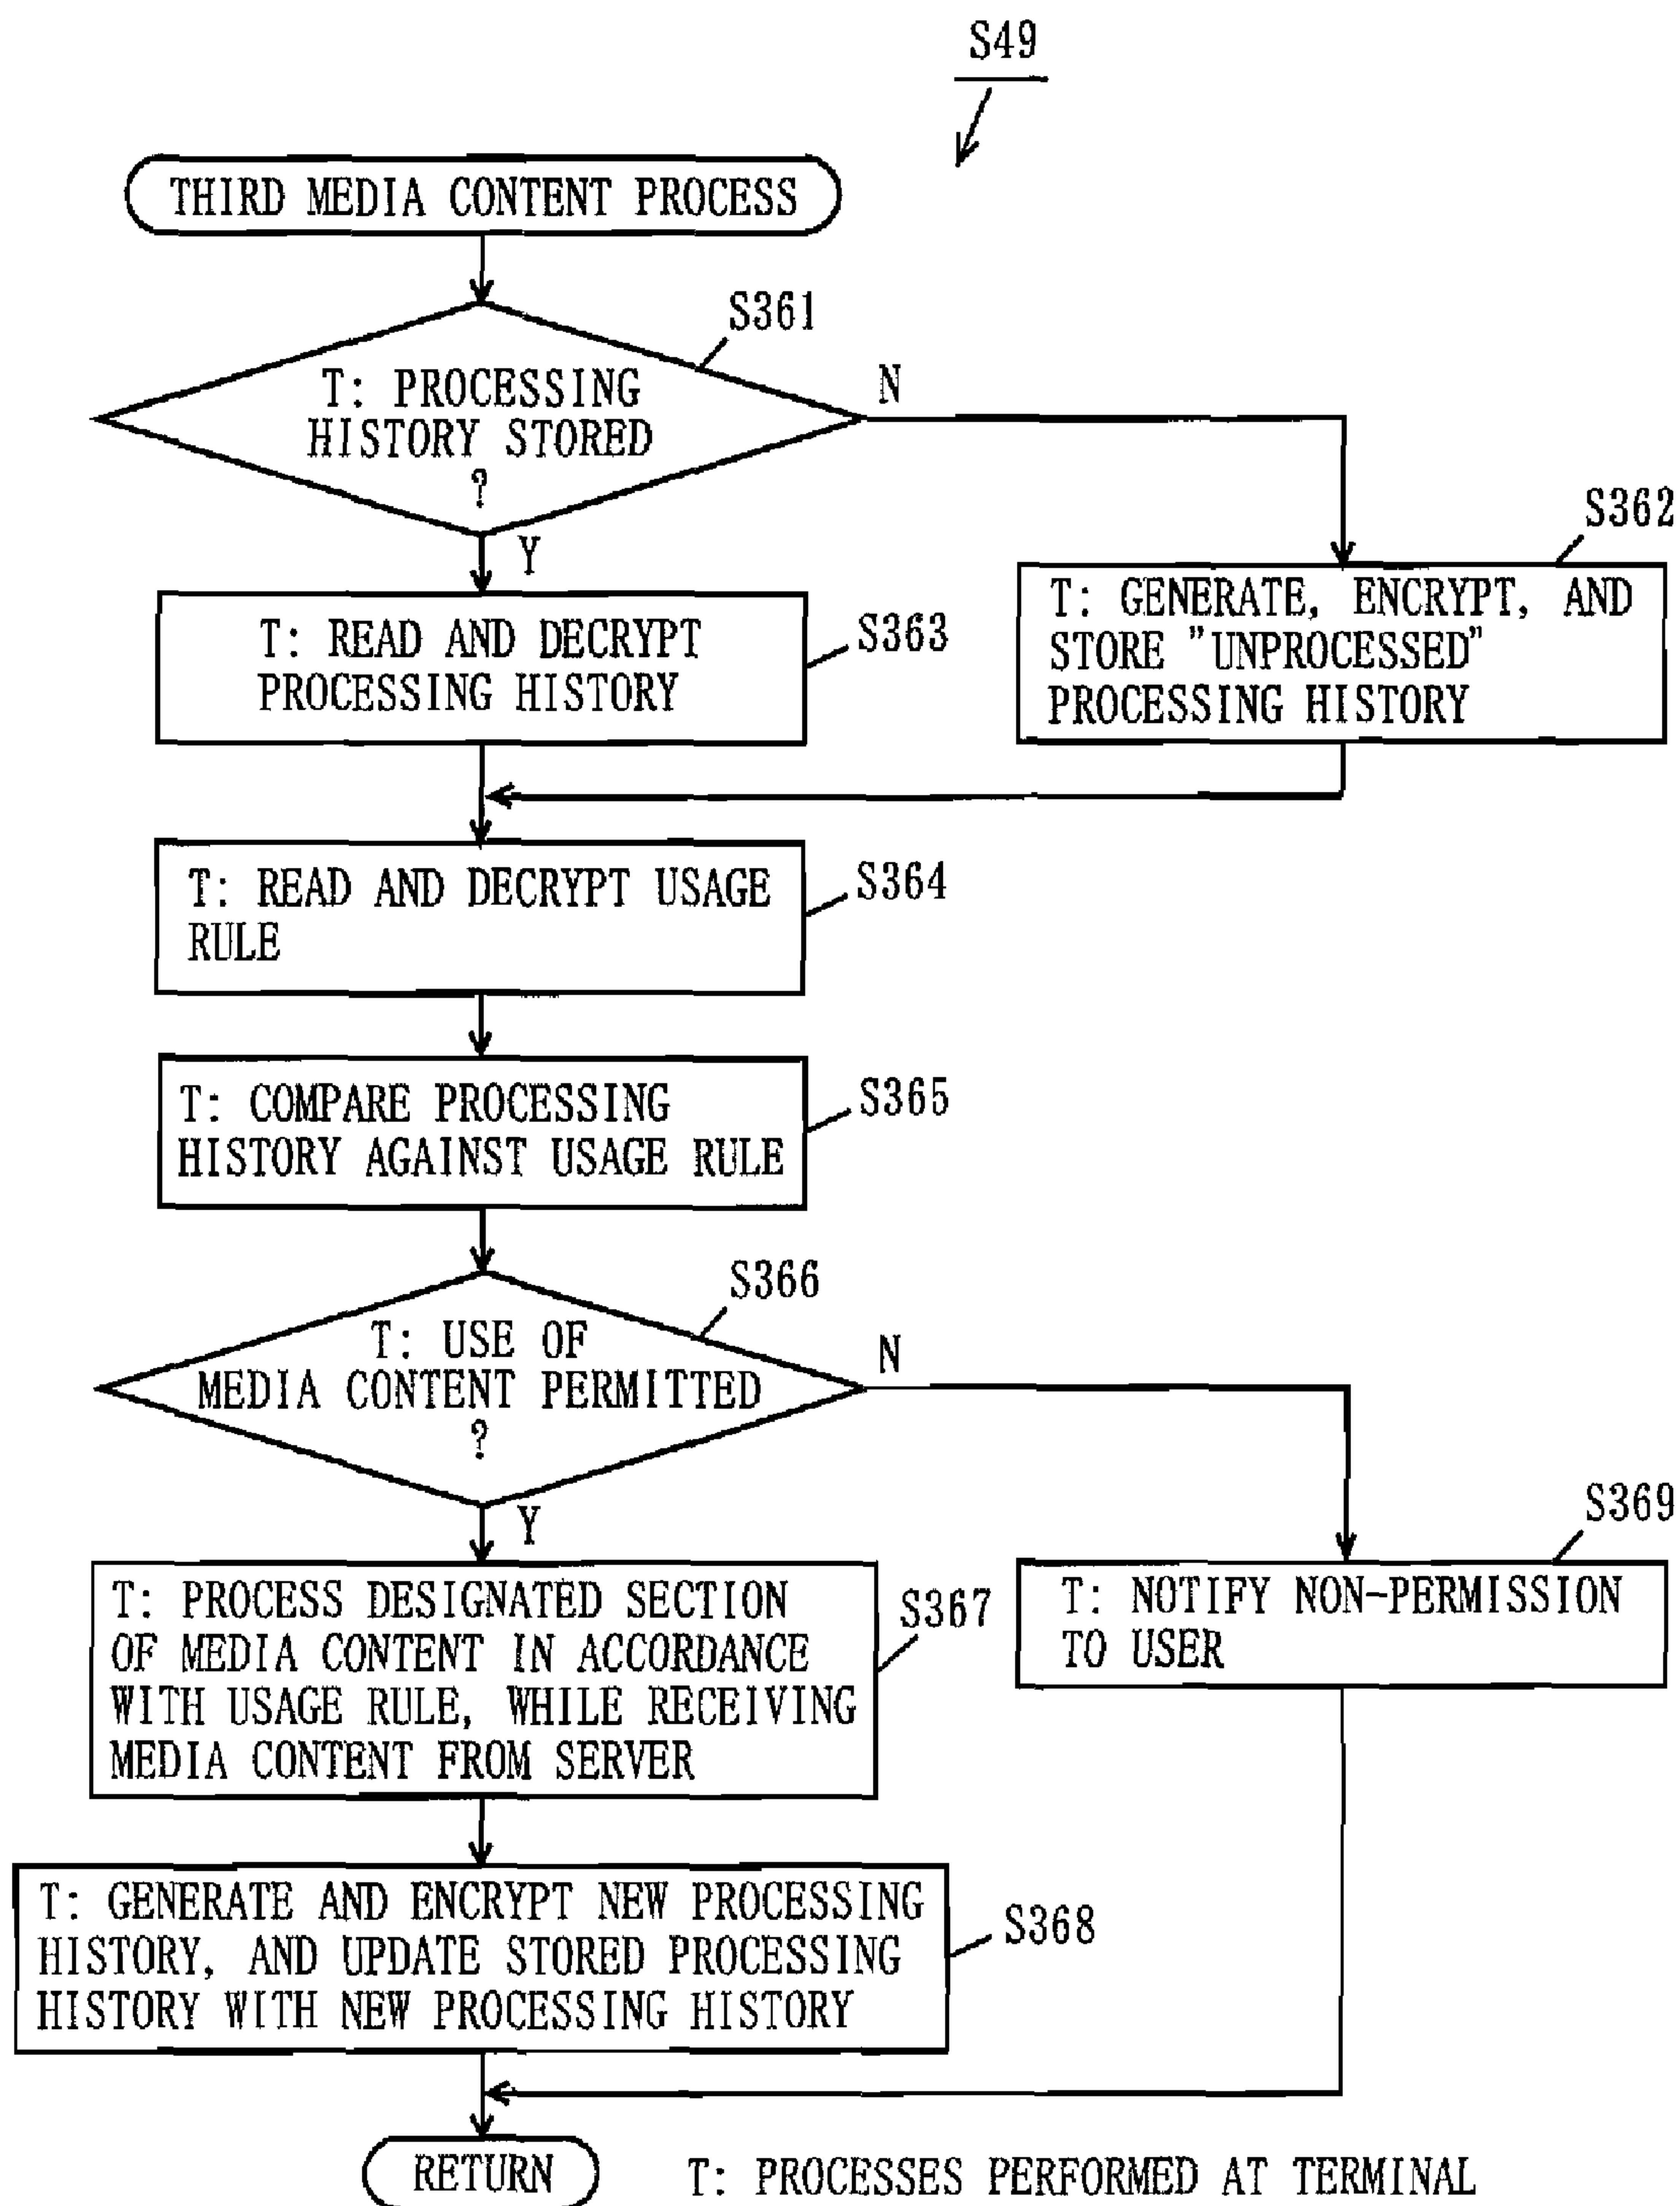 S49
THIRD MEDIA CONTENT PROCESS
S361
T: PROCESSING
HISTORY STORED
?
N
Y
S362
T: GENERATE, ENCRYPT, AND
STORE "UNPROCESSED"
PROCESSING HISTORY
S363
T: READ AND DECRYPT
PROCESSING HISTORY
S364
T: READ AND DECRYPT USAGE
RULE
S365
T: COMPARE PROCESSING
HISTORY AGAINST USAGE RULE
S366
T: USE OF
MEDIA CONTENT PERMITTED
?
N
Y
S369
T: NOTIFY NON-PERMISSION
TO USER
S367
T: PROCESS DESIGNATED SECTION
OF MEDIA CONTENT IN ACCORDANCE
WITH USAGE RULE, WHILE RECEIVING
MEDIA CONTENT FROM SERVER
S368
T: GENERATE AND ENCRYPT NEW PROCESSING
HISTORY, AND UPDATE STORED PROCESSING
HISTORY WITH NEW PROCESSING HISTORY
RETURN
T: PROCESSES PERFORMED AT TERMINAL